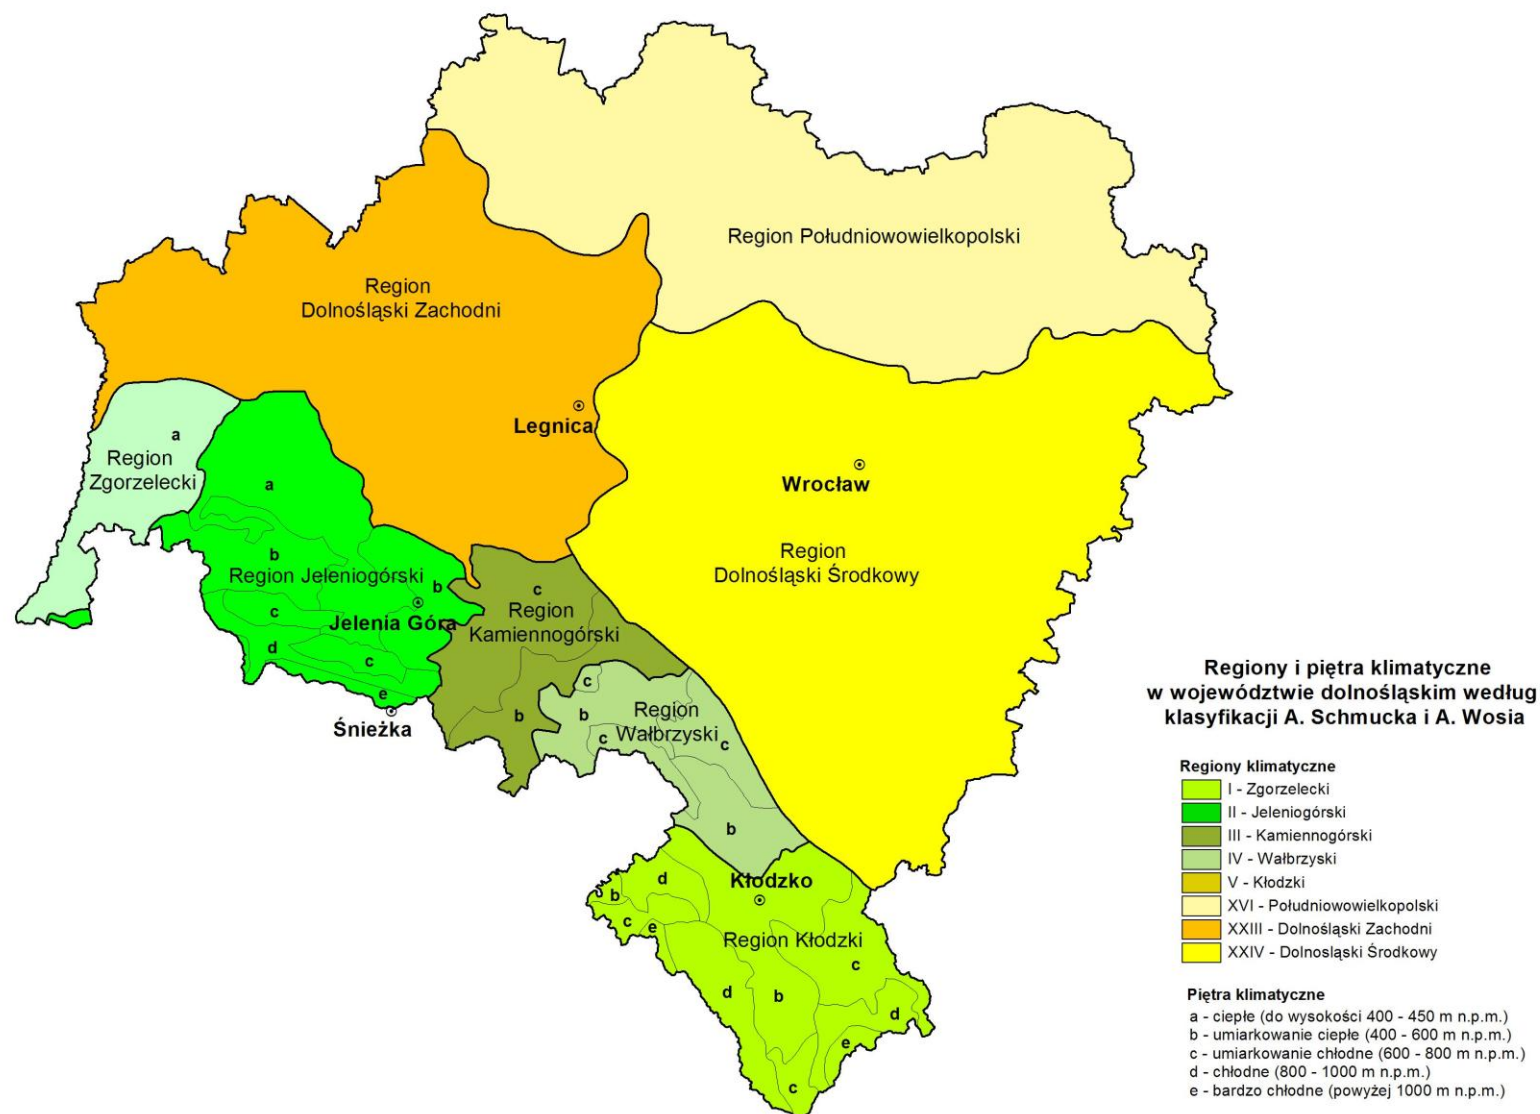 Region Południowowielkopolski
Region
Dolnośląski Zachodni
Legnica
a
Region
Zgorzelecki
a
Wrocław
b
Region Jeleniogórski
b
c
Jelenia Góra
d
c
e
Śnieżka
c
Region
Kamiennogórski
b
Region
Dolnośląski Środkowy
c
b
Region
Wałbrzyski
c
c
b
d
Kłodzko
b
c
e
Region Kłodzki
c
d
b
d
e
c
Regiony i piętra klimatyczne
w województwie dolnośląskim według
klasyfikacji A. Schmucka i A. Wosia
Regiony klimatyczne
I - Zgorzelecki
II - Jeleniogórski
III - Kamiennogórski
IV - Wałbrzyski
V - Kłodzki
XVI - Południowowielkopolski
XXIII - Dolnośląski Zachodni
XXIV - Dolnosląski Środkowy
Piętra klimatyczne
a - ciepłe (do wysokości 400 - 450 m n.p.m.)
b - umiarkowanie ciepłe (400 - 600 m n.p.m.)
c - umiarkowanie chłodne (600 - 800 m n.p.m.)
d - chłodne (800 - 1000 m n.p.m.)
e - bardzo chłodne (powyżej 1000 m n.p.m.)